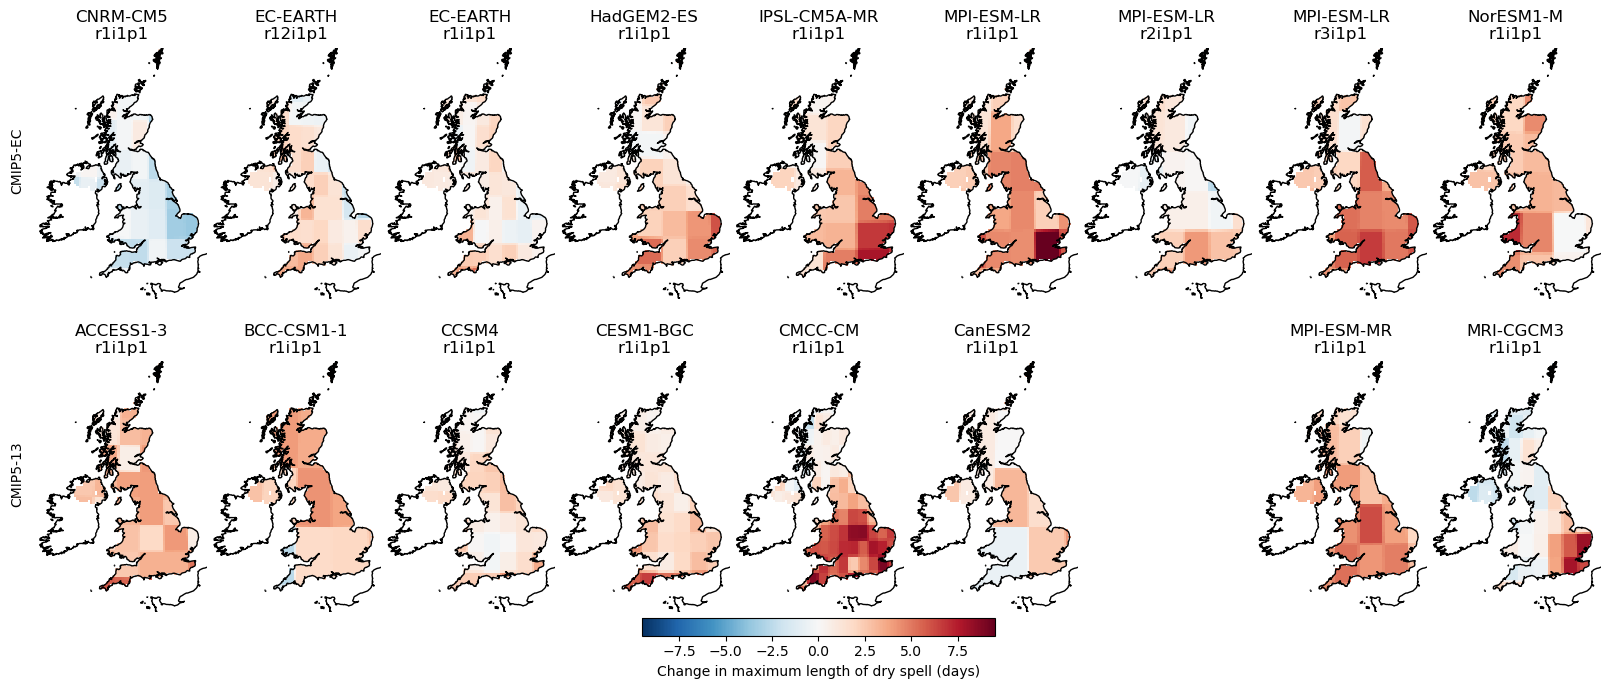 CNRM-CM5 EC-EARTH EC-EARTH HadGEM2-ES IPSL-CM5A-MR MPI-ESM-LR MPI-ESM-LR MPI-ESM-LR NorESM1-M
r1i1p1 r12i1p1 r1i1p1 r1i1p1 r1i1p1 r1i1p1 r2i1p1 r3i1p1 r1i1p1
CMIP5-EC
ACCESS1-3 BCC-CSM1-1 CCSM4 CESM1-BGC CMCC-CM CanESM2 MPI-ESM-MR MRI-CGCM3
r1i1p1 r1i1p1 r1i1p1 r1i1p1 r1i1p1 r1i1p1 r1i1p1 r1i1p1
CMIP5-13
−7.5 −5.0 −2.5 0.0 2.5 5.0 7.5
Change in maximum length of dry spell (days)